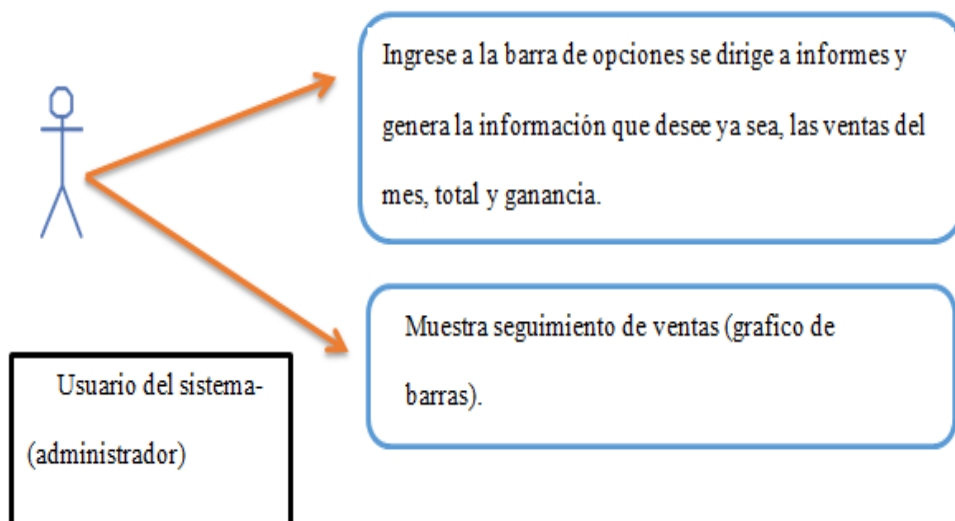 Ingrese a la barra de opciones se dirige a informes y
genera la información que desee ya sea, las ventas del
mes, total y ganancia.
Muestra seguimiento de ventas (grafico de
barras).
Usuario del sistema-
(administrador)